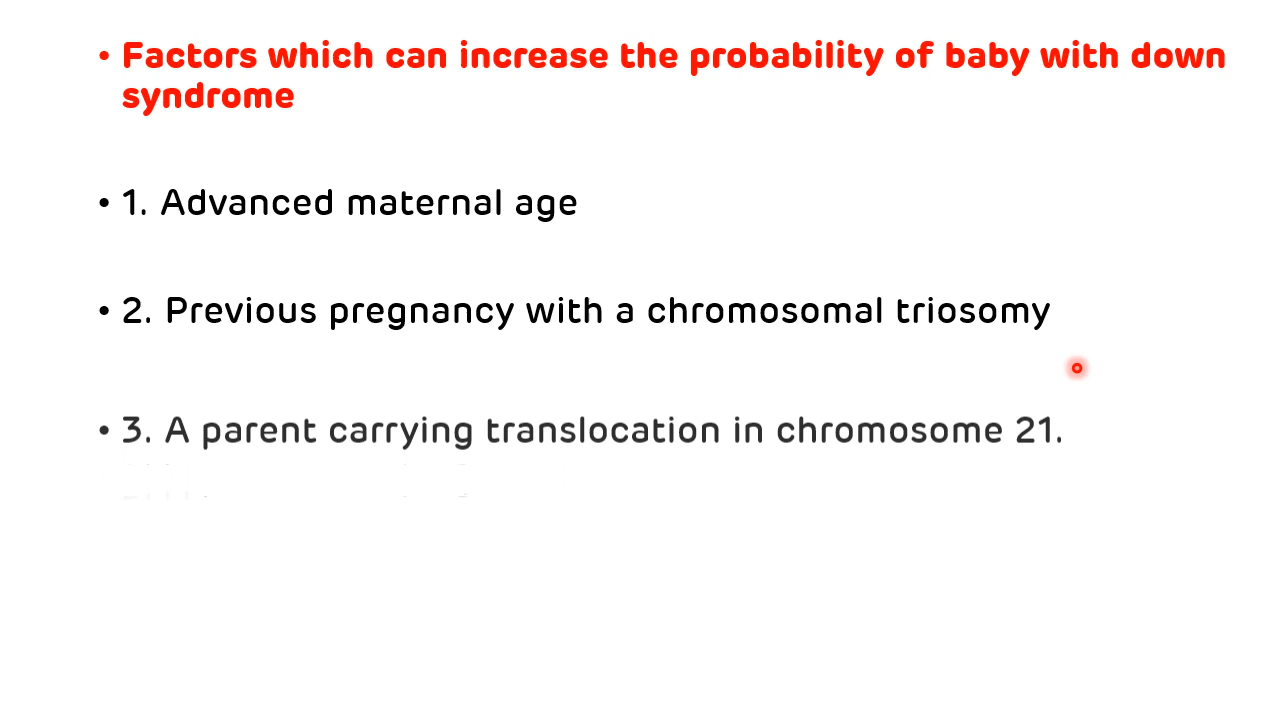 • Factors which can increase the probability of baby with down
syndrome
• 1. Advanced maternal age
• 2. Previous pregnancy with a chromosomal triosomy
• 3. A parent carrying translocation in chromosome 21.